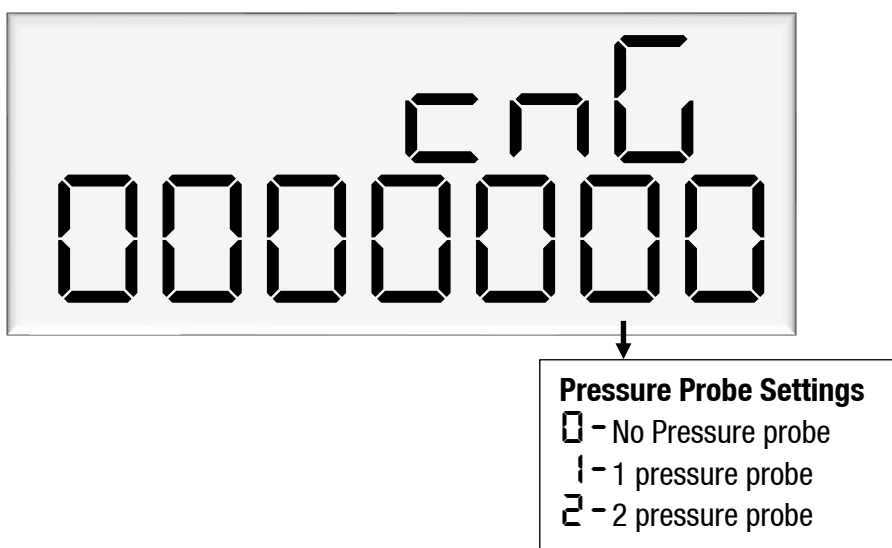 cnG
0000000
Pressure Probe Settings
0 - No Pressure probe
1 - 1 pressure probe
2 - 2 pressure probe